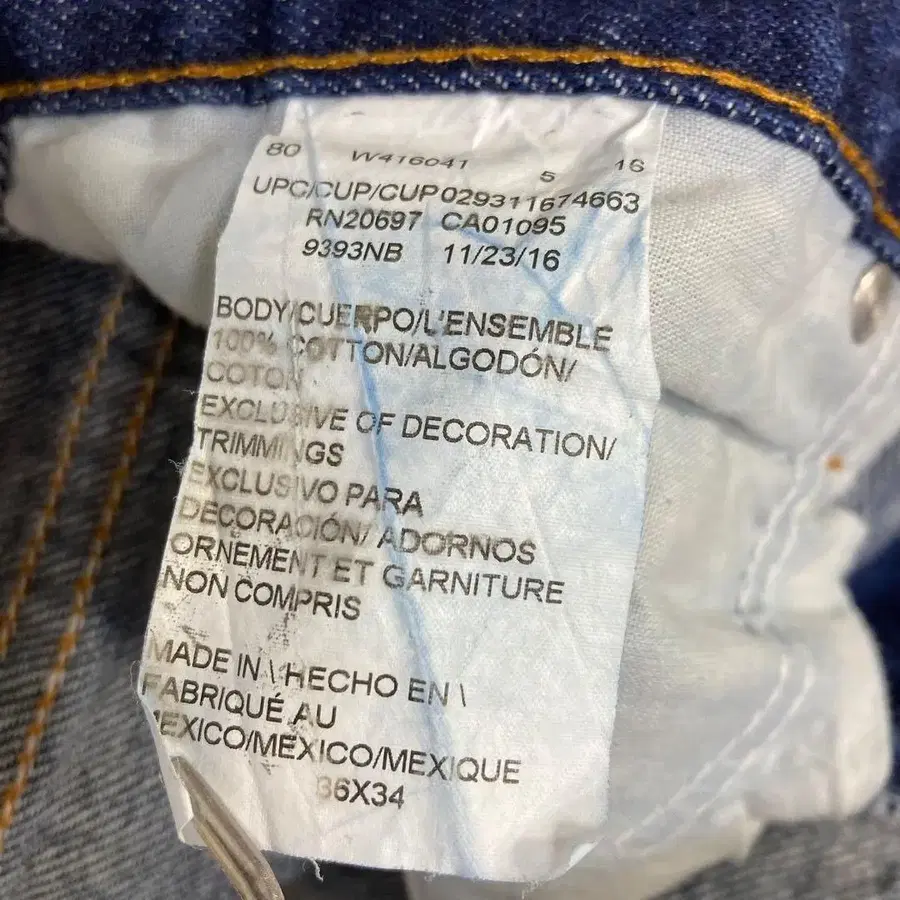 80 W416041 5 16
UPC/CUP/CUP 029311674663
RN20697 CA01095
9393NB 11/23/16
BODY/CUERPO/L'ENSEMBLE
100% COTTON/ALGODÓN/
COTON
EXCLUSIVE OF DECORATION/
TRIMMINGS
EXCLUSIVO PARA
DECORACIÓN/ ADORNOS
ORNEMENT ET GARNITURE
NON COMPRIS
MADE IN \ HECHO EN \
FABRIQUÉ AU
MEXICO/MEXICO/MEXIQUE
36X34